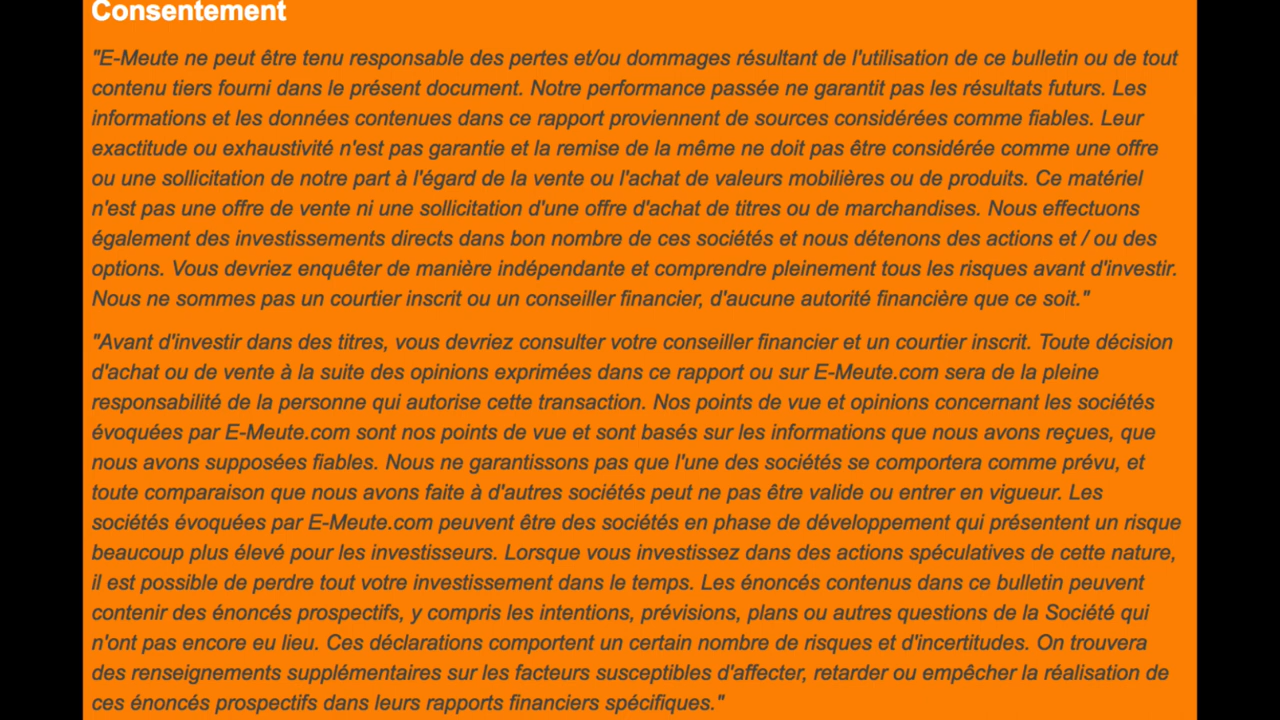 Consentement
"E-Meute ne peut être tenu responsable des pertes et/ou dommages résultant de l'utilisation de ce bulletin ou de tout
contenu tiers fourni dans le présent document. Notre performance passée ne garantit pas les résultats futurs. Les
informations et les données contenues dans ce rapport proviennent de sources considérées comme fiables. Leur
exactitude ou exhaustivité n'est pas garantie et la remise de la même ne doit pas être considérée comme une offre
ou une sollicitation de notre part à l'égard de la vente ou l'achat de valeurs mobilières ou de produits. Ce matériel
n'est pas une offre de vente ni une sollicitation d'une offre d'achat de titres ou de marchandises. Nous effectuons
également des investissements directs dans bon nombre de ces sociétés et nous détenons des actions et / ou des
options. Vous devriez enquêter de manière indépendante et comprendre pleinement tous les risques avant d'investir.
Nous ne sommes pas un courtier inscrit ou un conseiller financier, d'aucune autorité financière que ce soit."
"Avant d'investir dans des titres, vous devriez consulter votre conseiller financier et un courtier inscrit. Toute décision
d'achat ou de vente à la suite des opinions exprimées dans ce rapport ou sur E-Meute.com sera de la pleine
responsabilité de la personne qui autorise cette transaction. Nos points de vue et opinions concernant les sociétés
évoquées par E-Meute.com sont nos points de vue et sont basés sur les informations que nous avons reçues, que
nous avons supposées fiables. Nous ne garantissons pas que l'une des sociétés se comportera comme prévu, et
toute comparaison que nous avons faite à d'autres sociétés peut ne pas être valide ou entrer en vigueur. Les
sociétés évoquées par E-Meute.com peuvent être des sociétés en phase de développement qui présentent un risque
beaucoup plus élevé pour les investisseurs. Lorsque vous investissez dans des actions spéculatives de cette nature,
il est possible de perdre tout votre investissement dans le temps. Les énoncés contenus dans ce bulletin peuvent
contenir des énoncés prospectifs, y compris les intentions, prévisions, plans ou autres questions de la Société qui
n'ont pas encore eu lieu. Ces déclarations comportent un certain nombre de risques et d'incertitudes. On trouvera
des renseignements supplémentaires sur les facteurs susceptibles d'affecter, retarder ou empêcher la réalisation de
ces énoncés prospectifs dans leurs rapports financiers spécifiques."